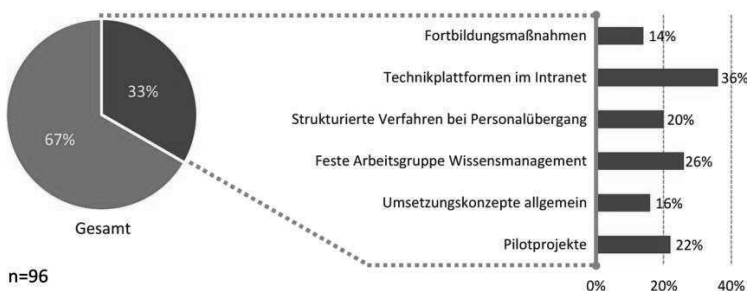 33%
67%
Gesamt
n=96
Fortbildungsmaßnahmen 14%
Technikplattformen im Intranet 36%
Strukturierte Verfahren bei Personalübergang 20%
Feste Arbeitsgruppe Wissensmanagement 26%
Umsetzungskonzepte allgemein 16%
Pilotprojekte 22%
0% 20% 40%